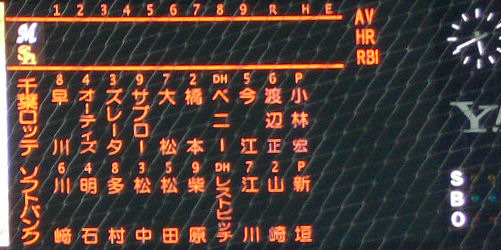 1 2 3 4 5 6 7 8 9 R H E
M
Sh
AV
HR
RBI
千葉ロッテ
8 早川
4 オーティズ
3 ズレータ
9 サブロー
7 大松
2 橋本
DH ベニー
5 今江
6 渡辺正
P 小林宏
ソフトバンク
6 川﨑
4 明石
8 多村
3 松中
5 松田
9 柴原
DH レストビッチ
7 江川
2 山崎
P 新垣
Y
S
B
O